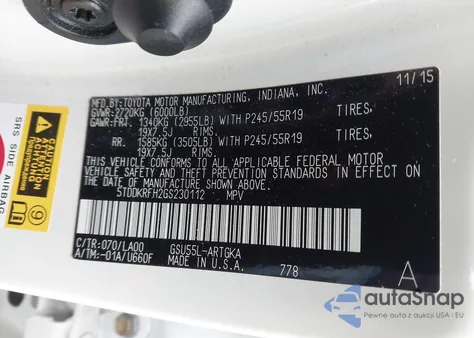 MFD. BY: TOYOTA MOTOR MANUFACTURING, INDIANA, INC. 11/15
GVWR: 2720KG (6000LB)
GAWR: FRT. 1340KG (2955LB) WITH P245/55R19 TIRES,
19X7.5J RIMS.
RR. 1585KG (3505LB) WITH P245/55R19 TIRES,
19X7.5J RIMS.
THIS VEHICLE CONFORMS TO ALL APPLICABLE FEDERAL MOTOR
VEHICLE SAFETY AND THEFT PREVENTION STANDARDS IN EFFECT ON
THE DATE OF MANUFACTURE SHOWN ABOVE.
5TDDKRFH2GS230112 MPV
C/TR: 070/LA00 GSU55L-ARTGKA
A/TM: -01A/U660F MADE IN U.S.A. 778 A
SRS SIDE AIRBAG
9
autoSnap
Pewne auta z aukcji USA i EU